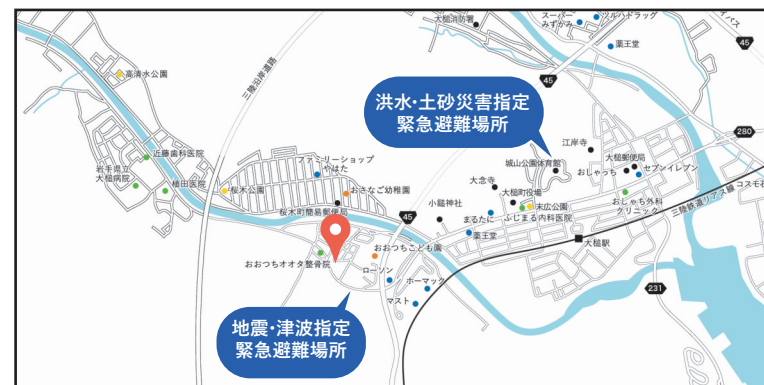 大槌消防署
スーパー
みずかみ
ツルハドラッグ
薬王堂
45
バイパス
高清水公園
三陸沿岸道路
45
洪水・土砂災害指定
緊急避難場所
江岸寺
280
近藤歯科医院
ファミリーショップ
やはた
城山公園体育館
大槌郵便局
おしゃっち
セブンイレブン
岩手県立
大槌病院
植田医院
桜木公園
おさなご幼稚園
大念寺
大槌町役場
末広公園
コスモ石
桜木町簡易郵便局
45
小鎚神社
まるたに
ふじまる内科医院
おしゃち外科
クリニック
三陸鉄道リアス線
薬王堂
大槌駅
おおつちこども園
おおつちオオタ整骨院
ローソン
ホーマック
マスト
231
地震・津波指定
緊急避難場所